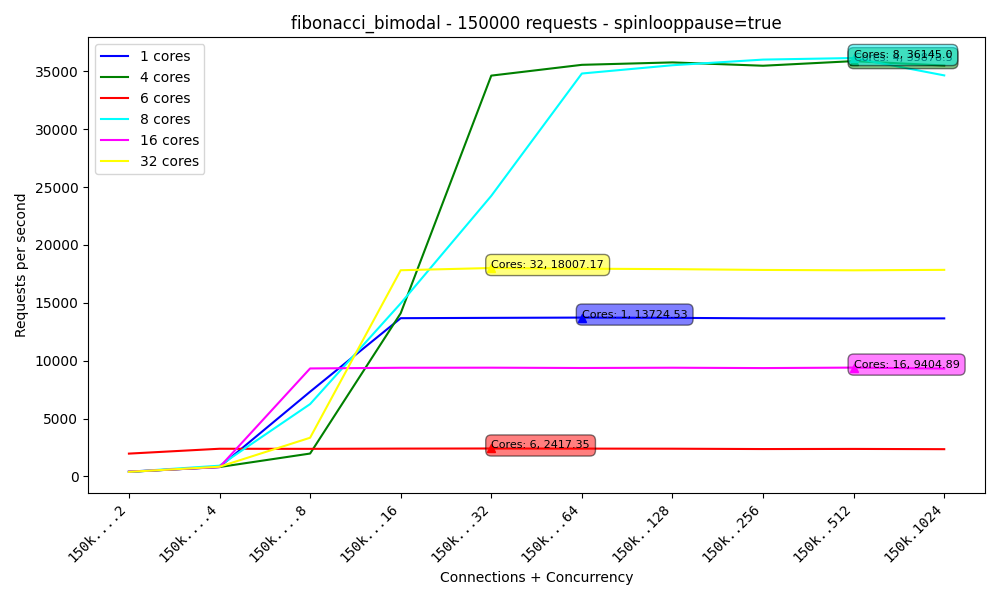 fibonacci_bimodal - 150000 requests - spinlooppause=true
1 cores
4 cores
6 cores
8 cores
16 cores
32 cores
Cores: 8, 36145.0
Cores: 32, 18007.17
Cores: 1, 13724.53
Cores: 16, 9404.89
Cores: 6, 2417.35
35000
30000
25000
20000
15000
10000
5000
0
Requests per second
150k....2
150k....4
150k....8
150k...16
150k...32
150k...64
150k..128
150k..256
150k..512
150k.1024
Connections + Concurrency